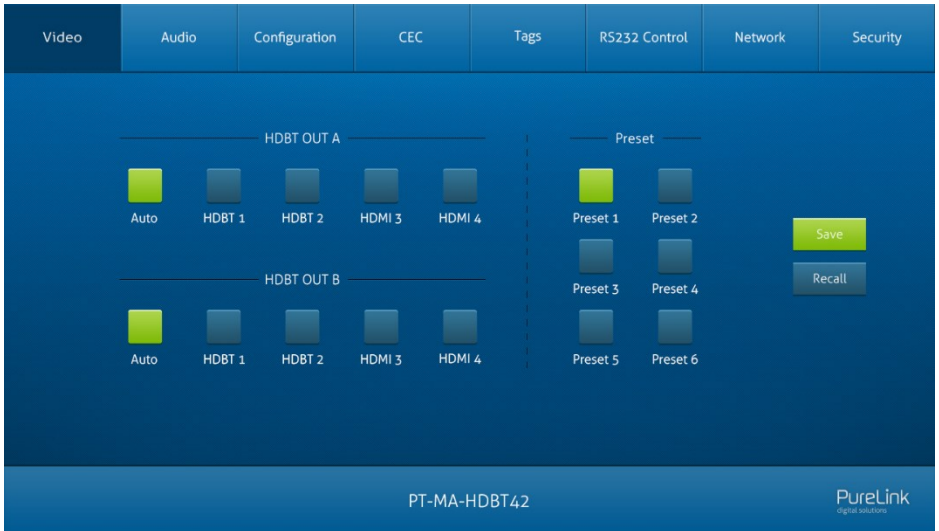 Video Audio Configuration CEC Tags RS232 Control Network Security
HDBT OUT A
Auto HDBT 1 HDBT 2 HDMI 3 HDMI 4
HDBT OUT B
Auto HDBT 1 HDBT 2 HDMI 3 HDMI 4
Preset
Preset 1 Preset 2
Preset 3 Preset 4
Preset 5 Preset 6
Save
Recall
PT-MA-HDBT42
PureLink
digital solutions